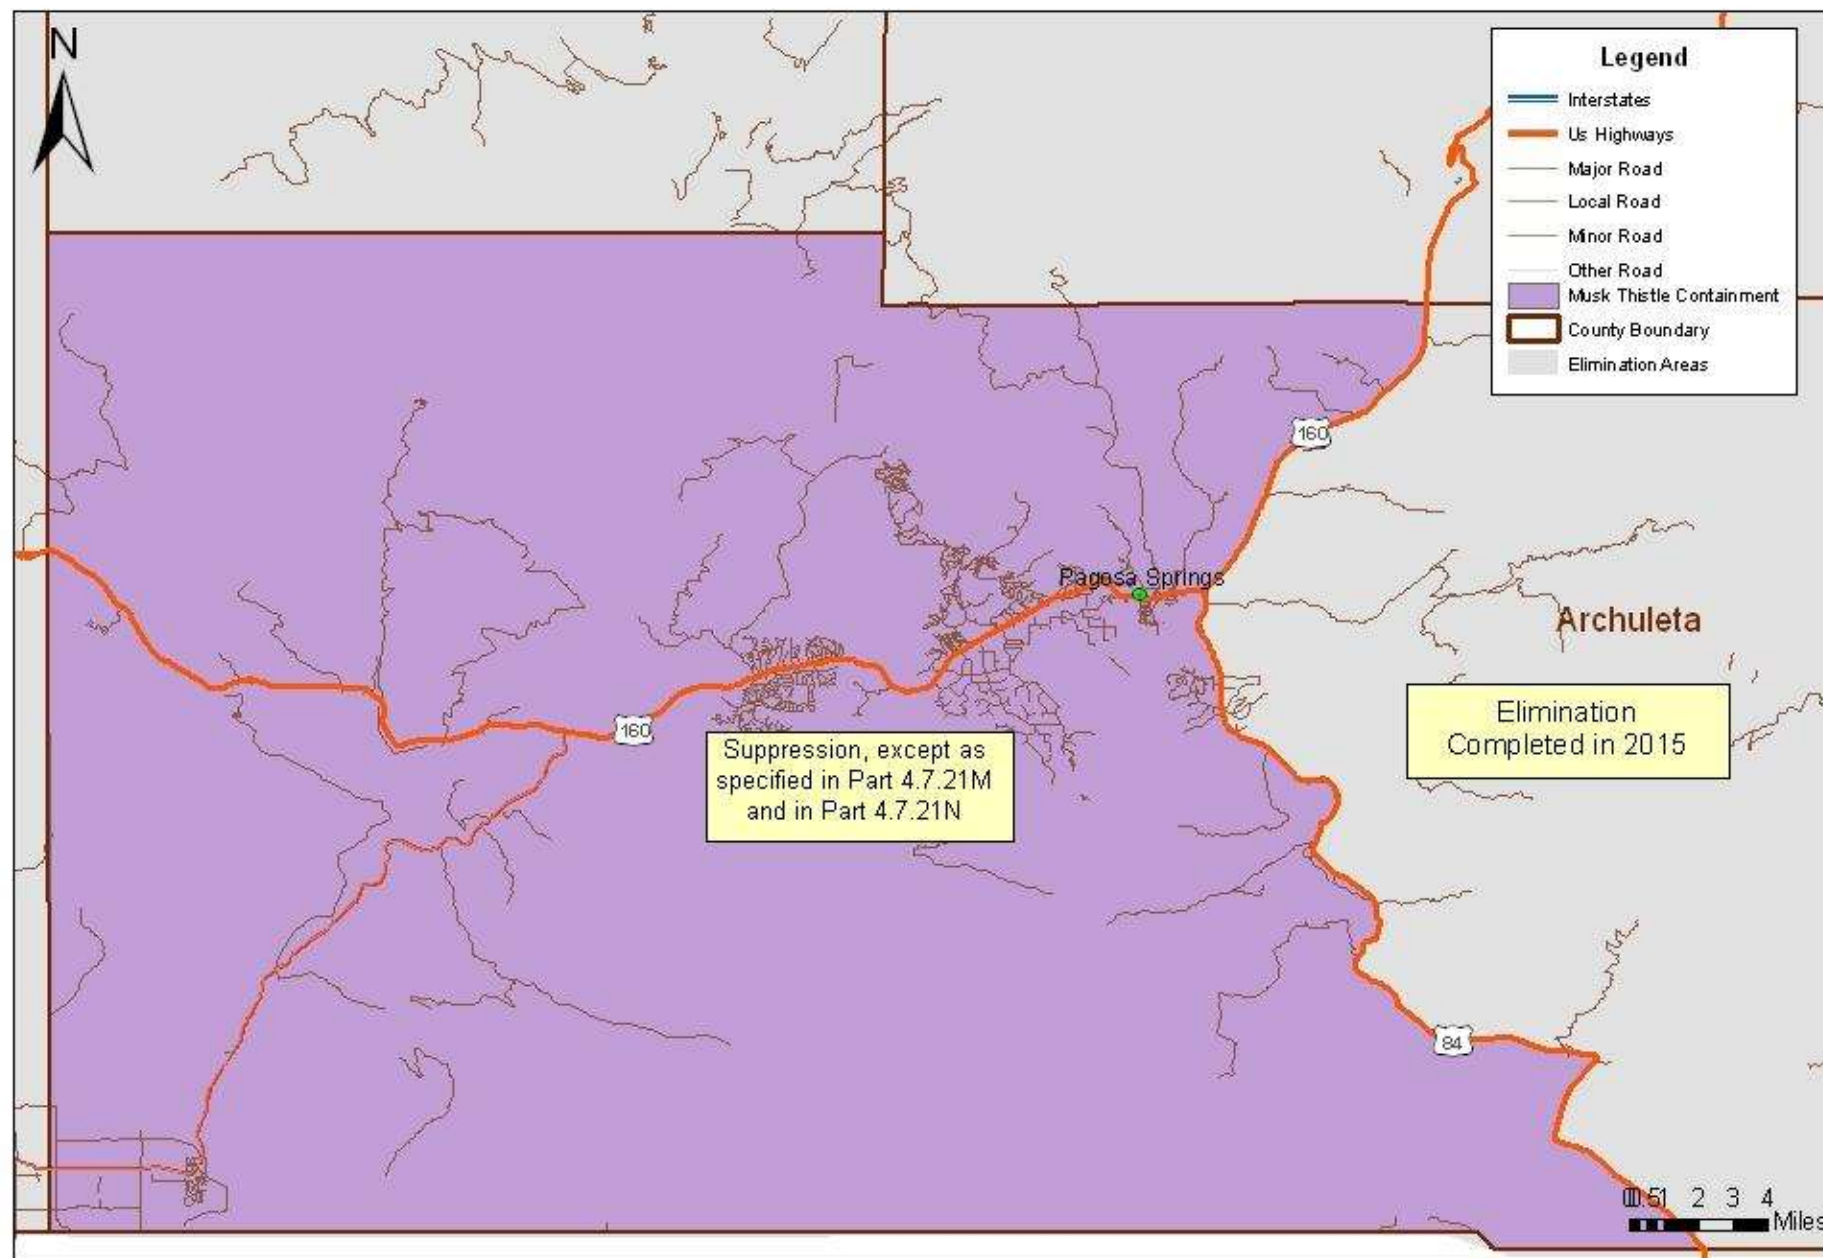 N
Legend
Interstates
Us Highways
Major Road
Local Road
Minor Road
Other Road
Musk Thistle Containment
County Boundary
Elimination Areas
160
Pagosa Springs
Archuleta
Elimination
Completed in 2015
160
Suppression, except as
specified in Part 4.7.21M
and in Part 4.7.21N
84
2 3 4
Miles